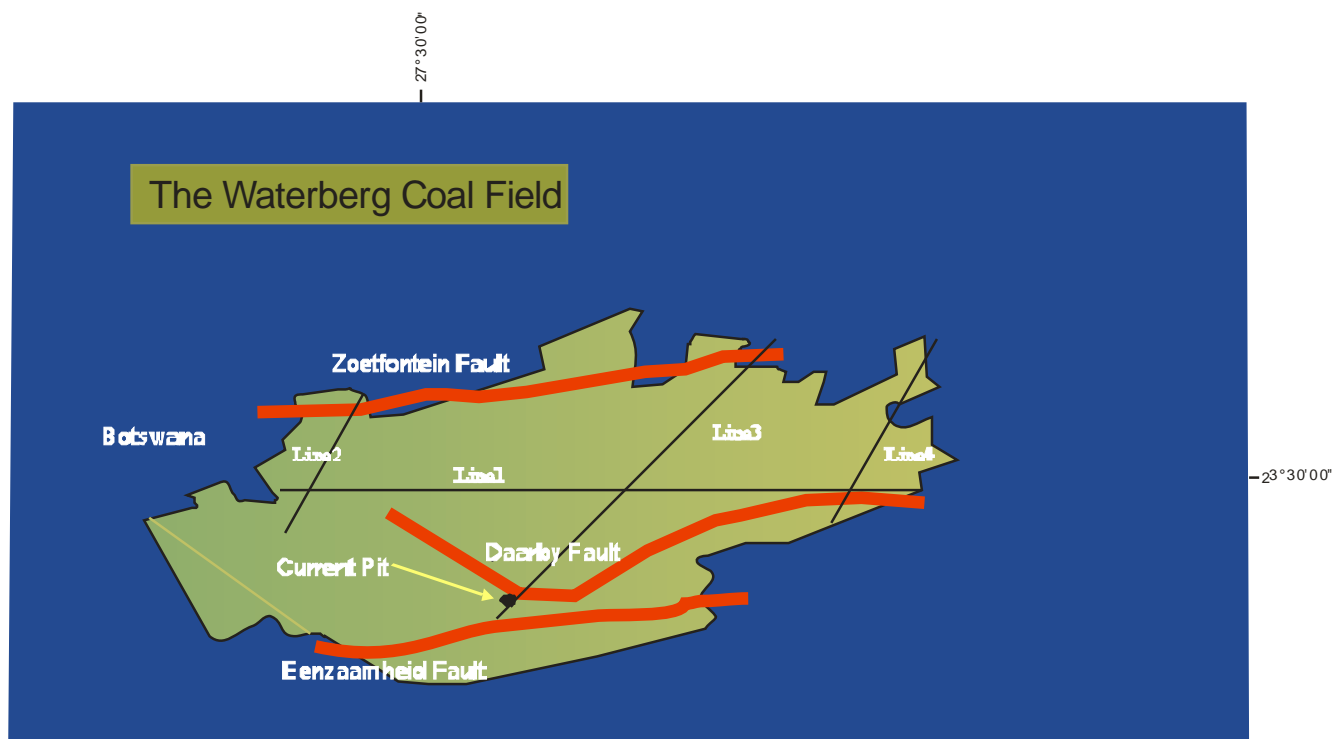 27°30'00"
The Waterberg Coal Field
Zoetfontein Fault
Botswana
Line3
Line2
Line4
Line1
23°30'00"
Daarby Fault
Current Pit
Eenzaamheid Fault